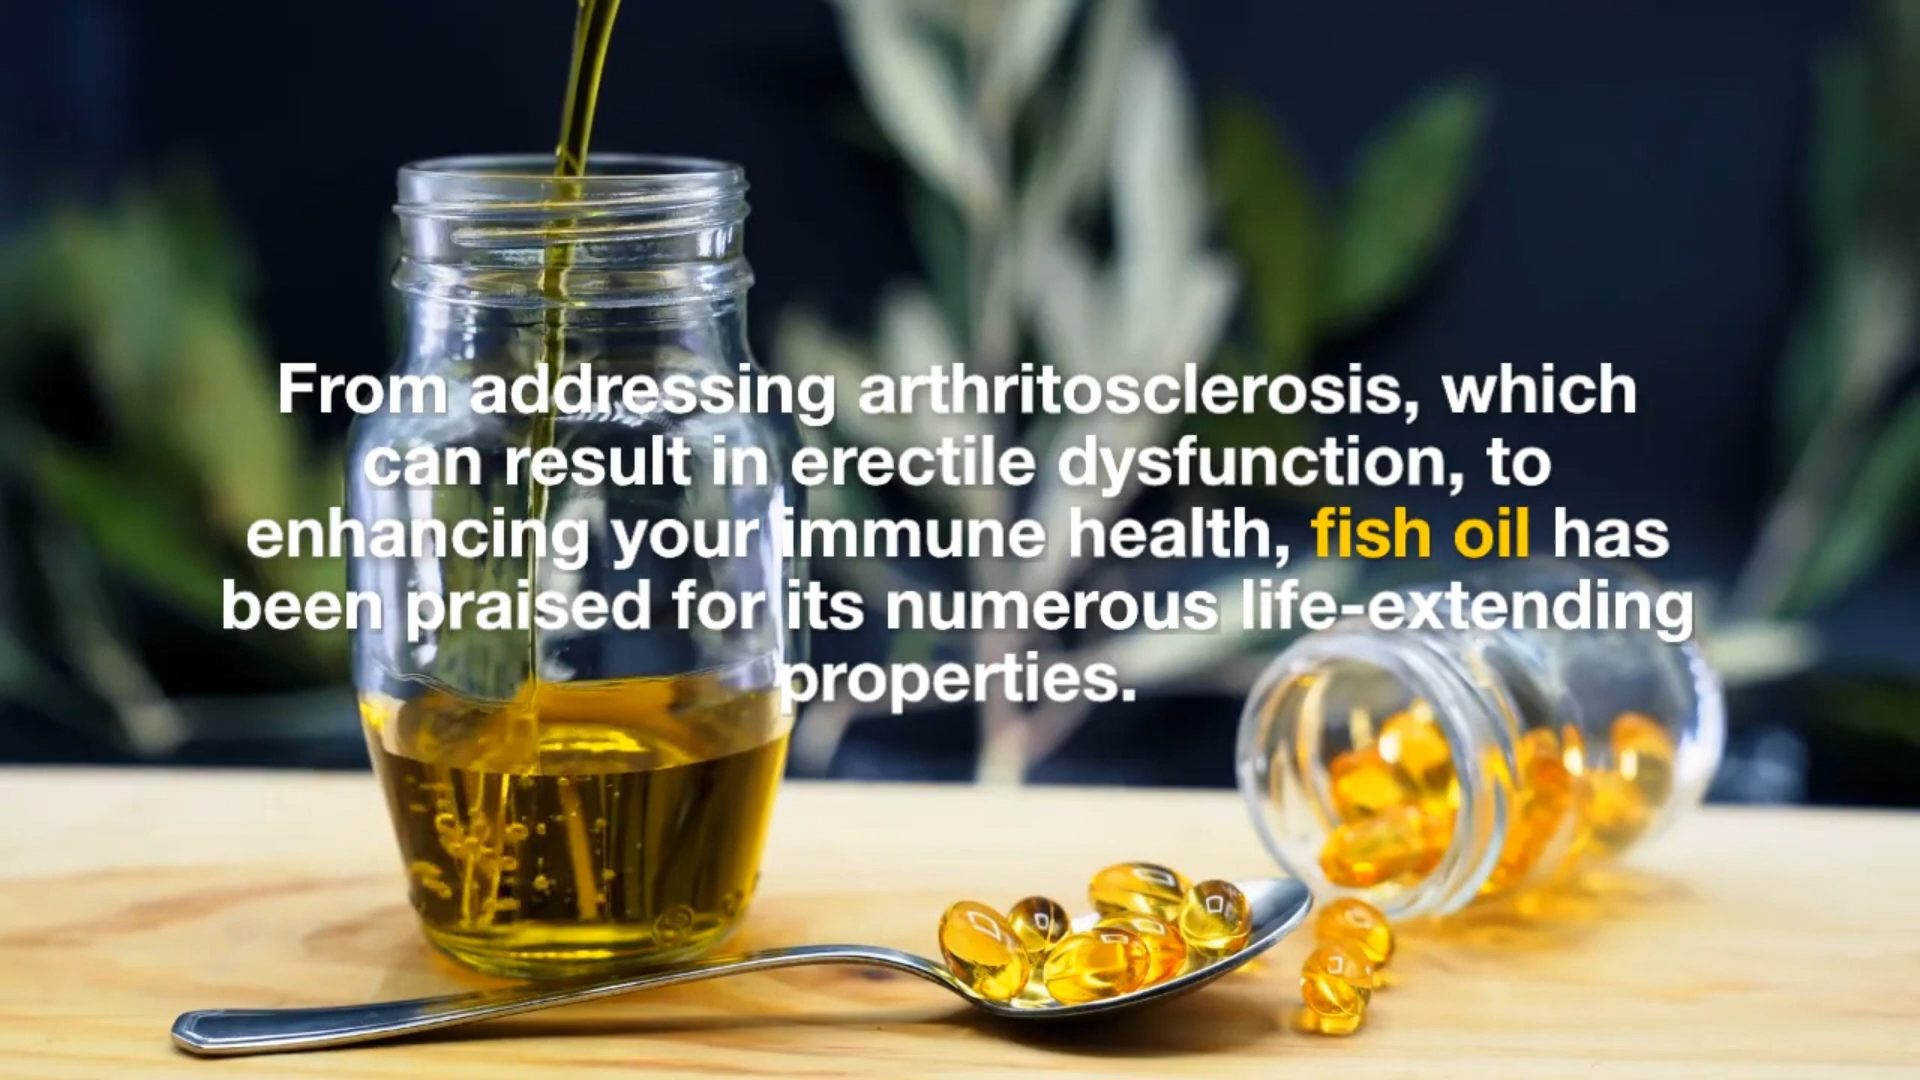 From addressing arthritosclerosis, which
can result in erectile dysfunction, to
enhancing your immune health, fish oil has
been praised for its numerous life-extending
properties.